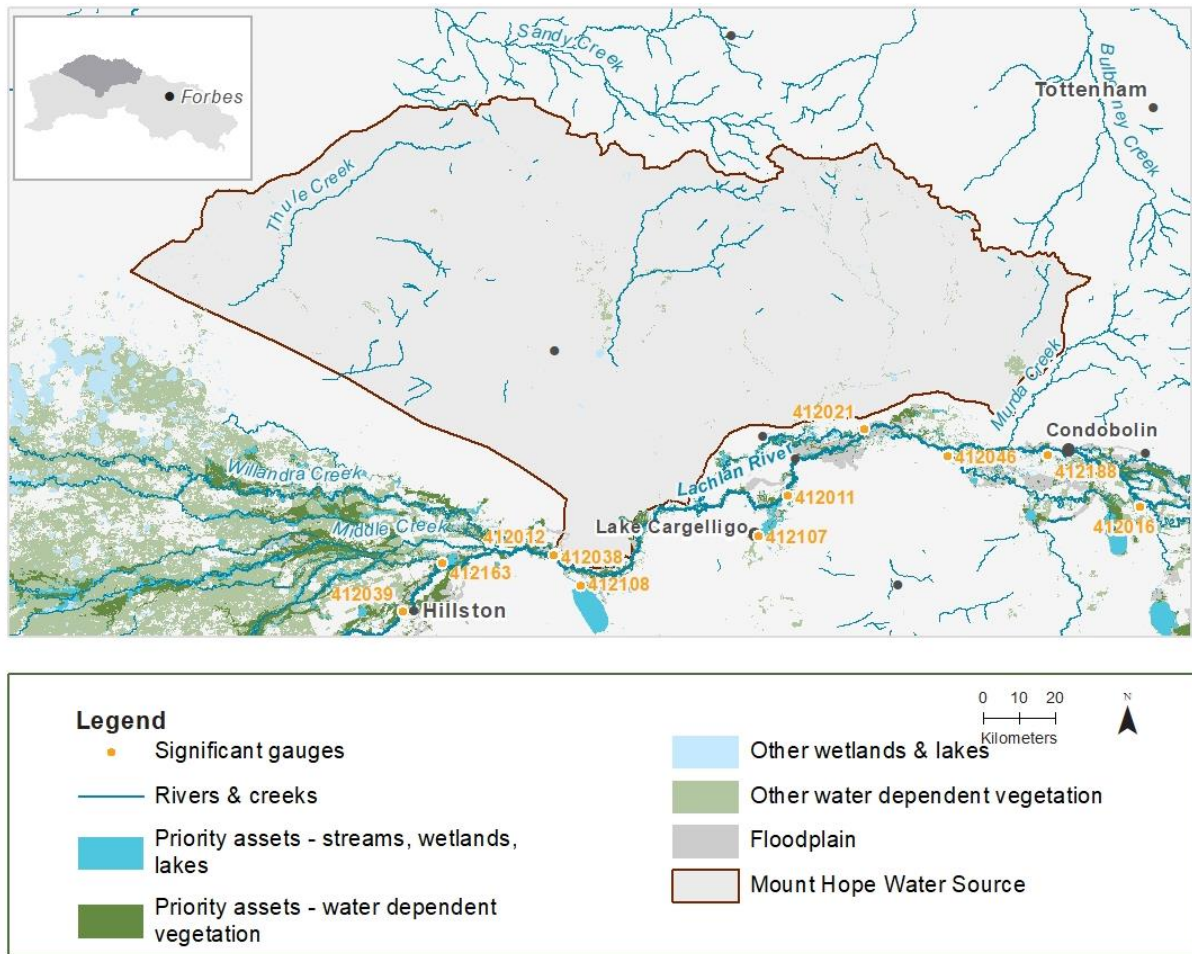 Forbes
Sandy Creek
Bulbodney Creek
Tottenham
Thule Creek
Murda Creek
412021
Condobolin
Lachlan River
412046
412188
Willandra Creek
412011
Lake Cargelligo
412016
Middle Creek
412012
412107
412038
412163
412108
412039
Hillston
Legend
Significant gauges
Rivers & creeks
Priority assets - streams, wetlands,
lakes
Priority assets - water dependent
vegetation
0 10 20
Kilometers
N
Other wetlands & lakes
Other water dependent vegetation
Floodplain
Mount Hope Water Source